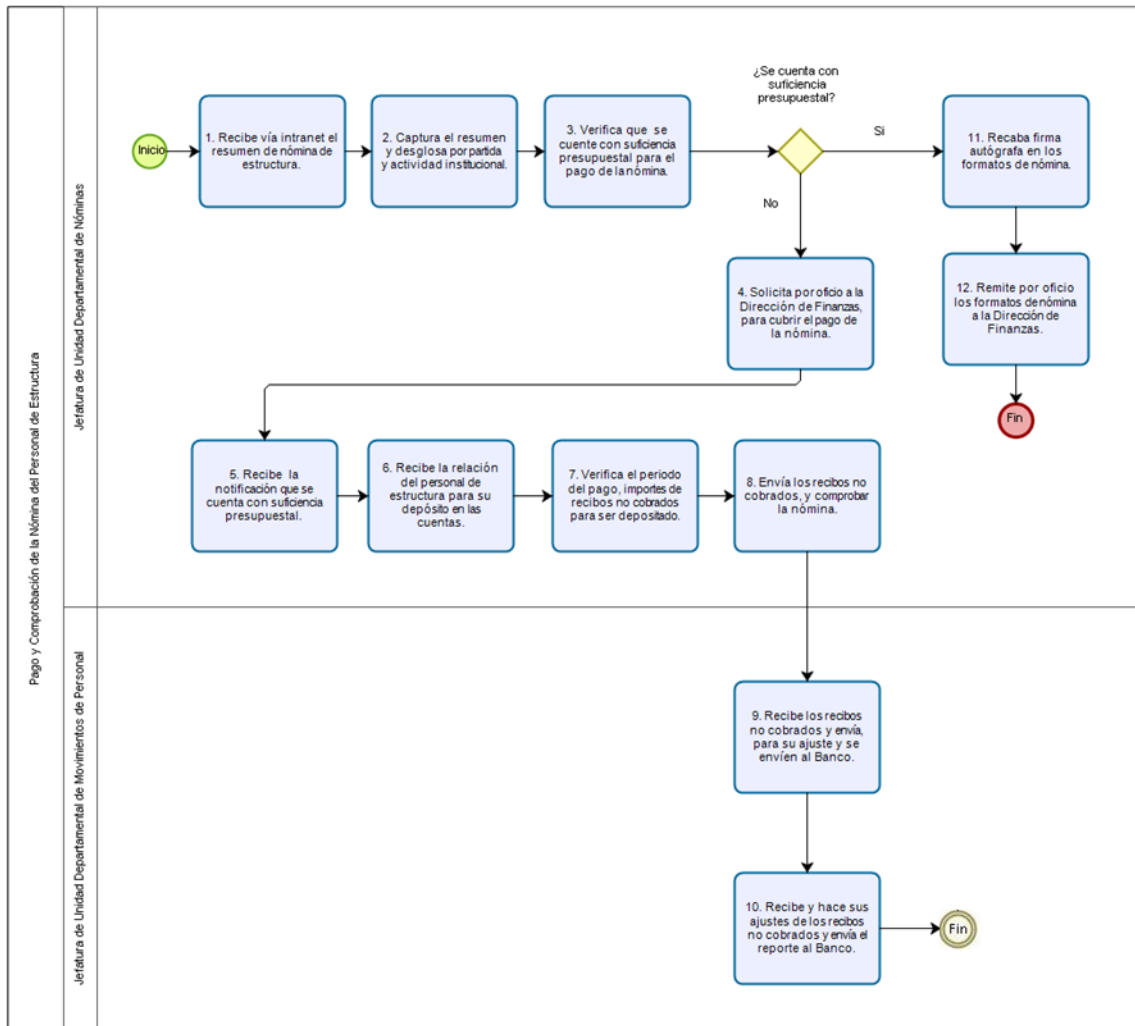 Pago y Comprobación de la Nómina del Personal de Estructura
Jefatura de Unidad Departamental de Nóminas
Inicio
1. Recibe vía intranet el
resumen de nómina de
estructura.
2. Captura el resumen
y desglosa por partida
y actividad institucional.
3. Verifica que se
cuente con suficiencia
presupuestal para el
pago de la nómina.
¿Se cuenta con
suficiencia
presupuestal?
Si
No
11. Recaba firma
autógrafa en los
formatos de nómina.
4. Solicita por oficio a la
Dirección de Finanzas,
para cubrir el pago de
la nómina.
12. Remite por oficio
los formatos de nómina
a la Dirección de
Finanzas.
Fin
5. Recibe la
notificación que se
cuenta con suficiencia
presupuestal.
6. Recibe la relación
del personal de
estructura para su
depósito en las
cuentas.
7. Verifica el periodo
del pago, importes de
recibos no cobrados
para ser depositado.
8. Envía los recibos no
cobrados, y comprobar
la nómina.
Jefatura de Unidad Departamental de Movimientos de Personal
9. Recibe los recibos
no cobrados y envía,
para su ajuste y se
envíen al Banco.
10. Recibe y hace sus
ajustes de los recibos
no cobrados y envía el
reporte al Banco.
Fin